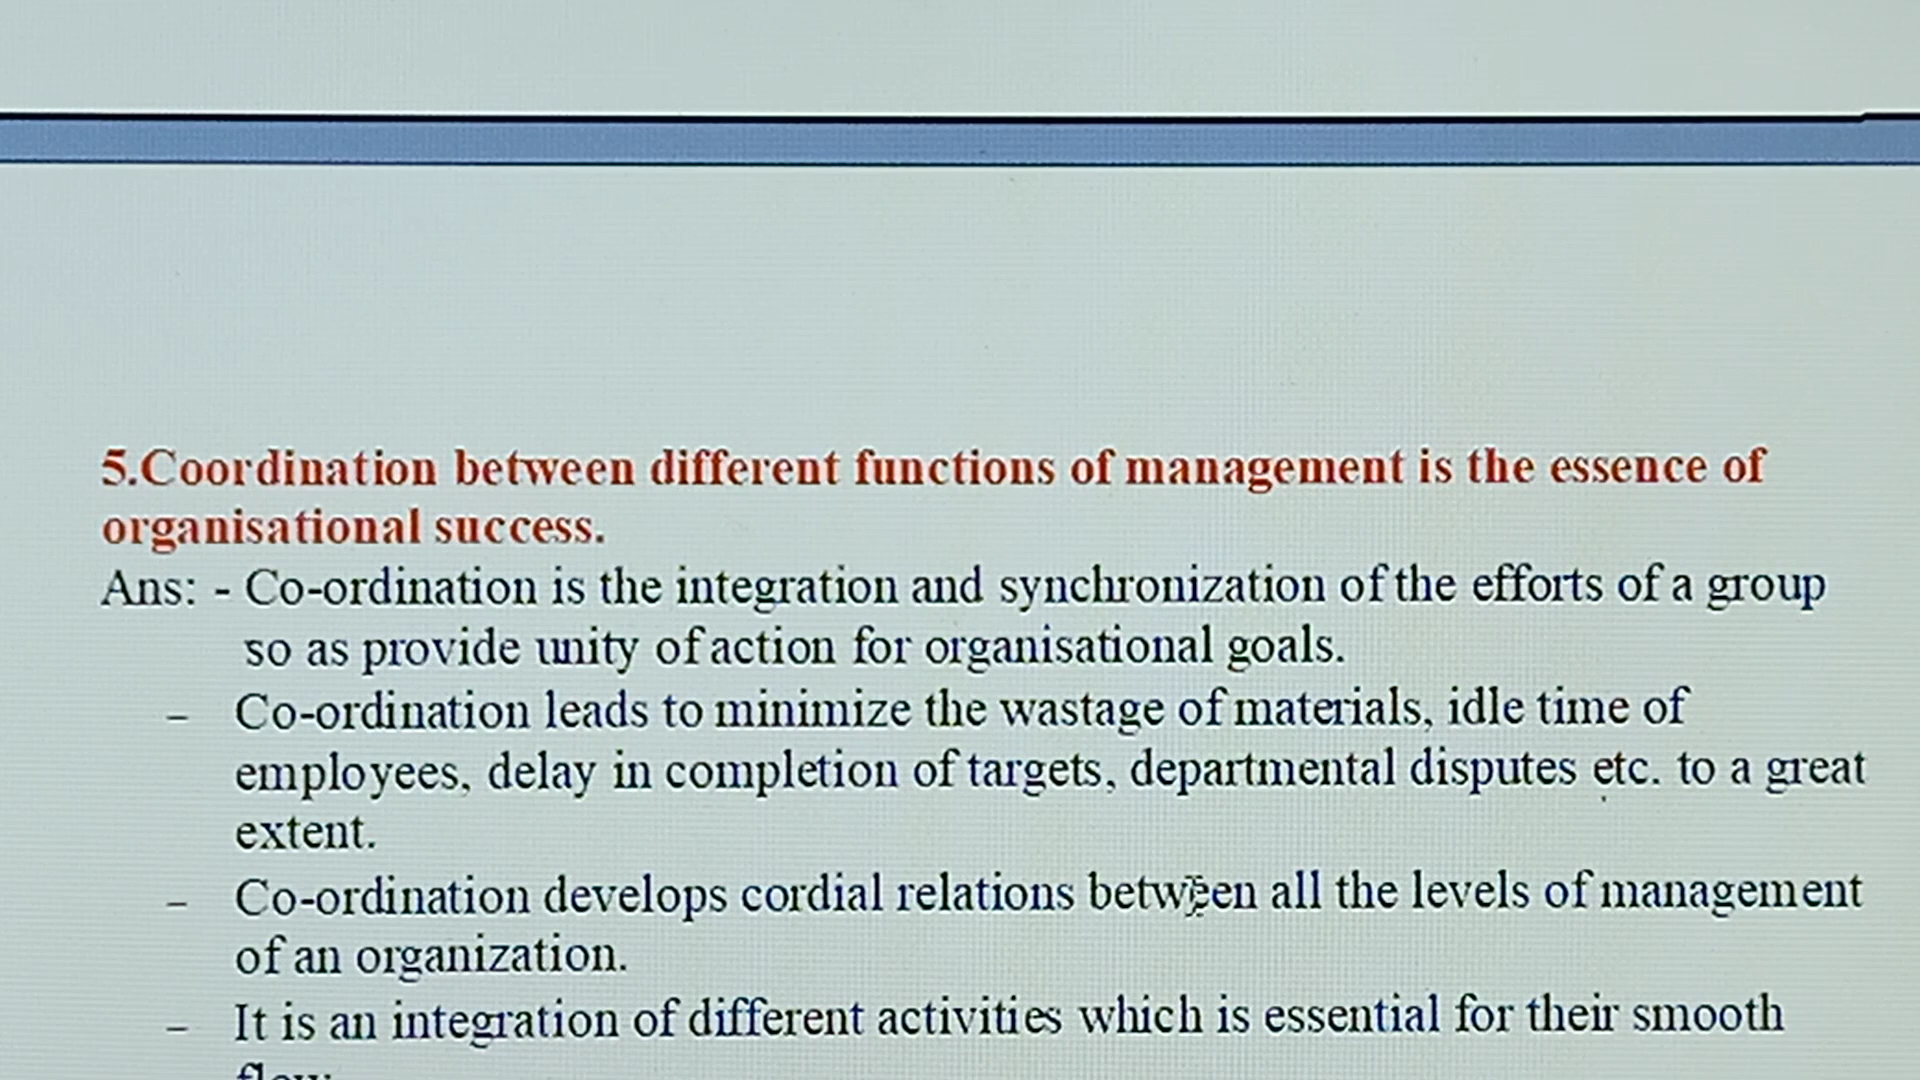 5.Coordination between different functions of management is the essence of
organisational success.
Ans: - Co-ordination is the integration and synchronization of the efforts of a group
so as provide unity of action for organisational goals.
– Co-ordination leads to minimize the wastage of materials, idle time of
employees, delay in completion of targets, departmental disputes etc. to a great
extent.
– Co-ordination develops cordial relations between all the levels of management
of an organization.
– It is an integration of different activities which is essential for their smooth